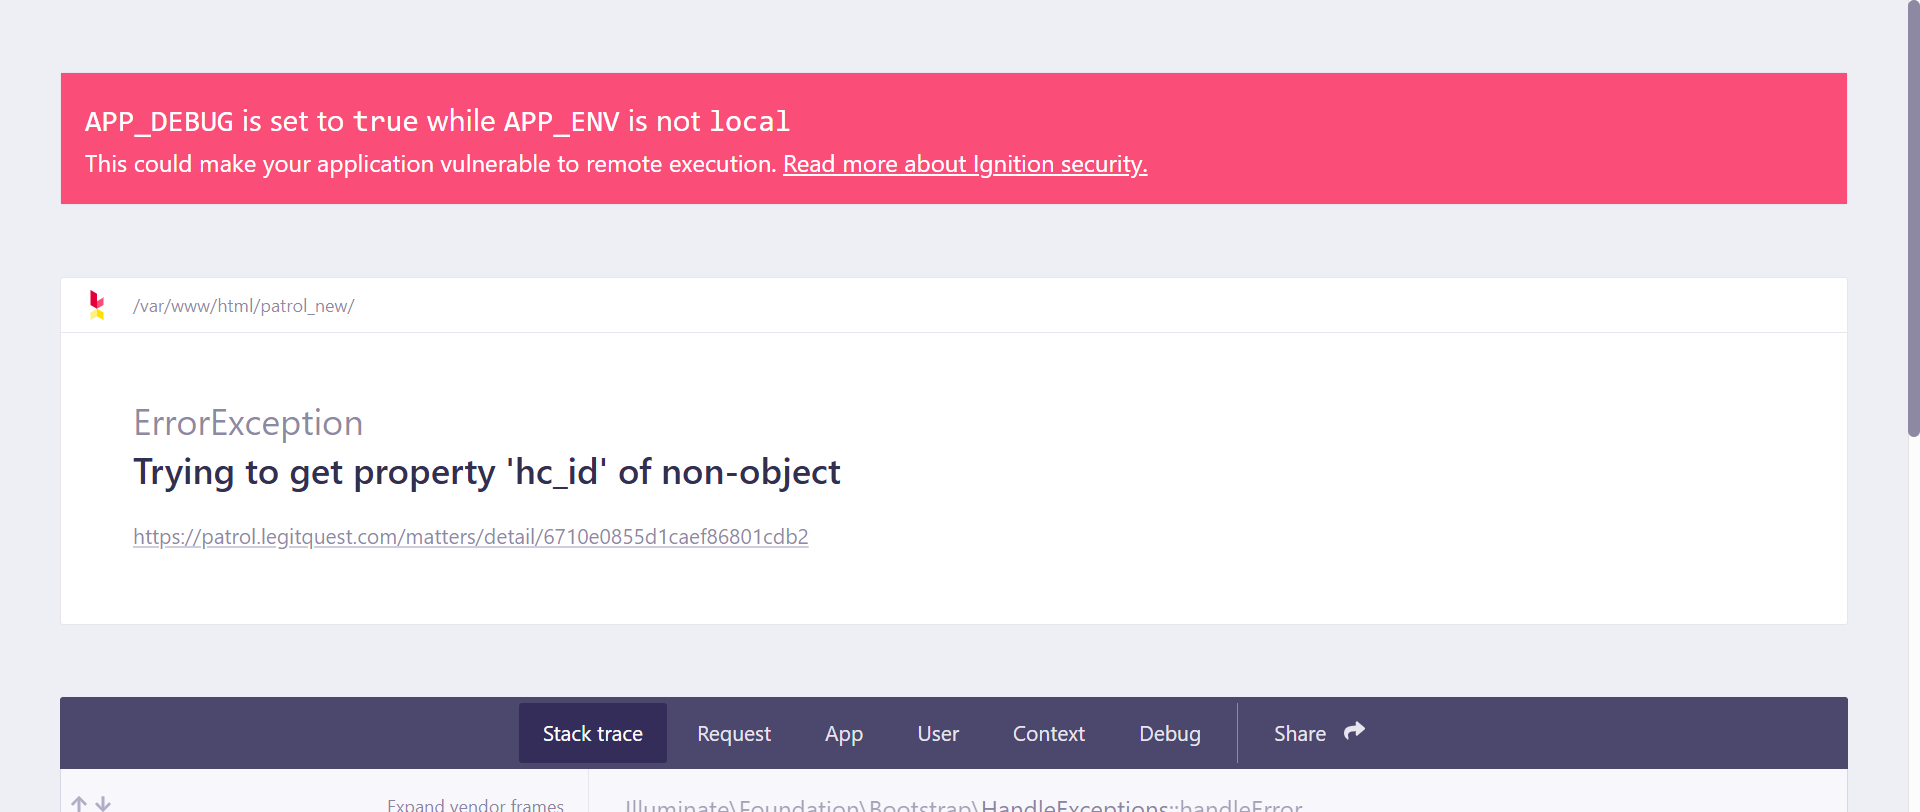 APP_DEBUG is set to true while APP_ENV is not local
This could make your application vulnerable to remote execution. Read more about Ignition security.
/var/www/html/patrol_new/
ErrorException
Trying to get property 'hc_id' of non-object
https://patrol.legitquest.com/matters/detail/6710e0855d1caef86801cdb2
Stack trace Request App User Context Debug Share
Expand vendor frames
Illuminate\Foundation\Bootstrap\HandleExceptions::handleError